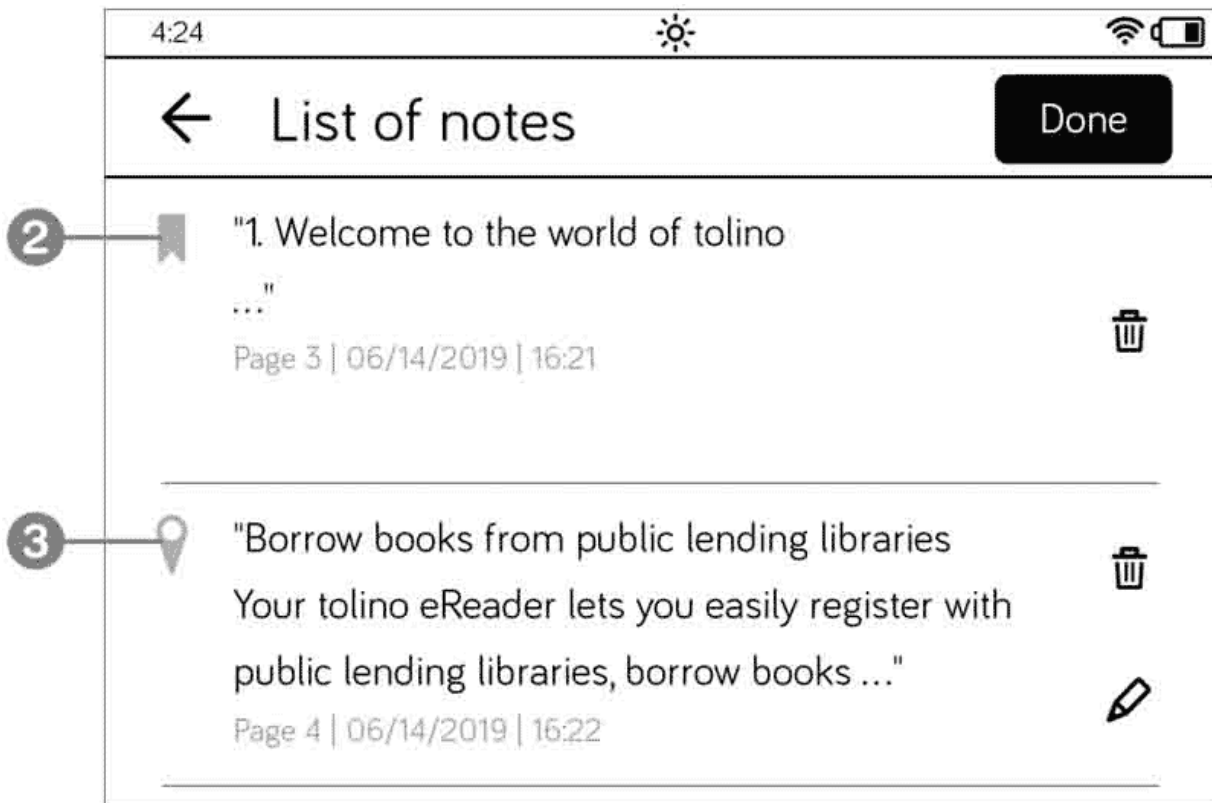 4:24
List of notes
Done
2
"1. Welcome to the world of tolino
..."
Page 3 | 06/14/2019 | 16:21
3
"Borrow books from public lending libraries
Your tolino eReader lets you easily register with
public lending libraries, borrow books ..."
Page 4 | 06/14/2019 | 16:22